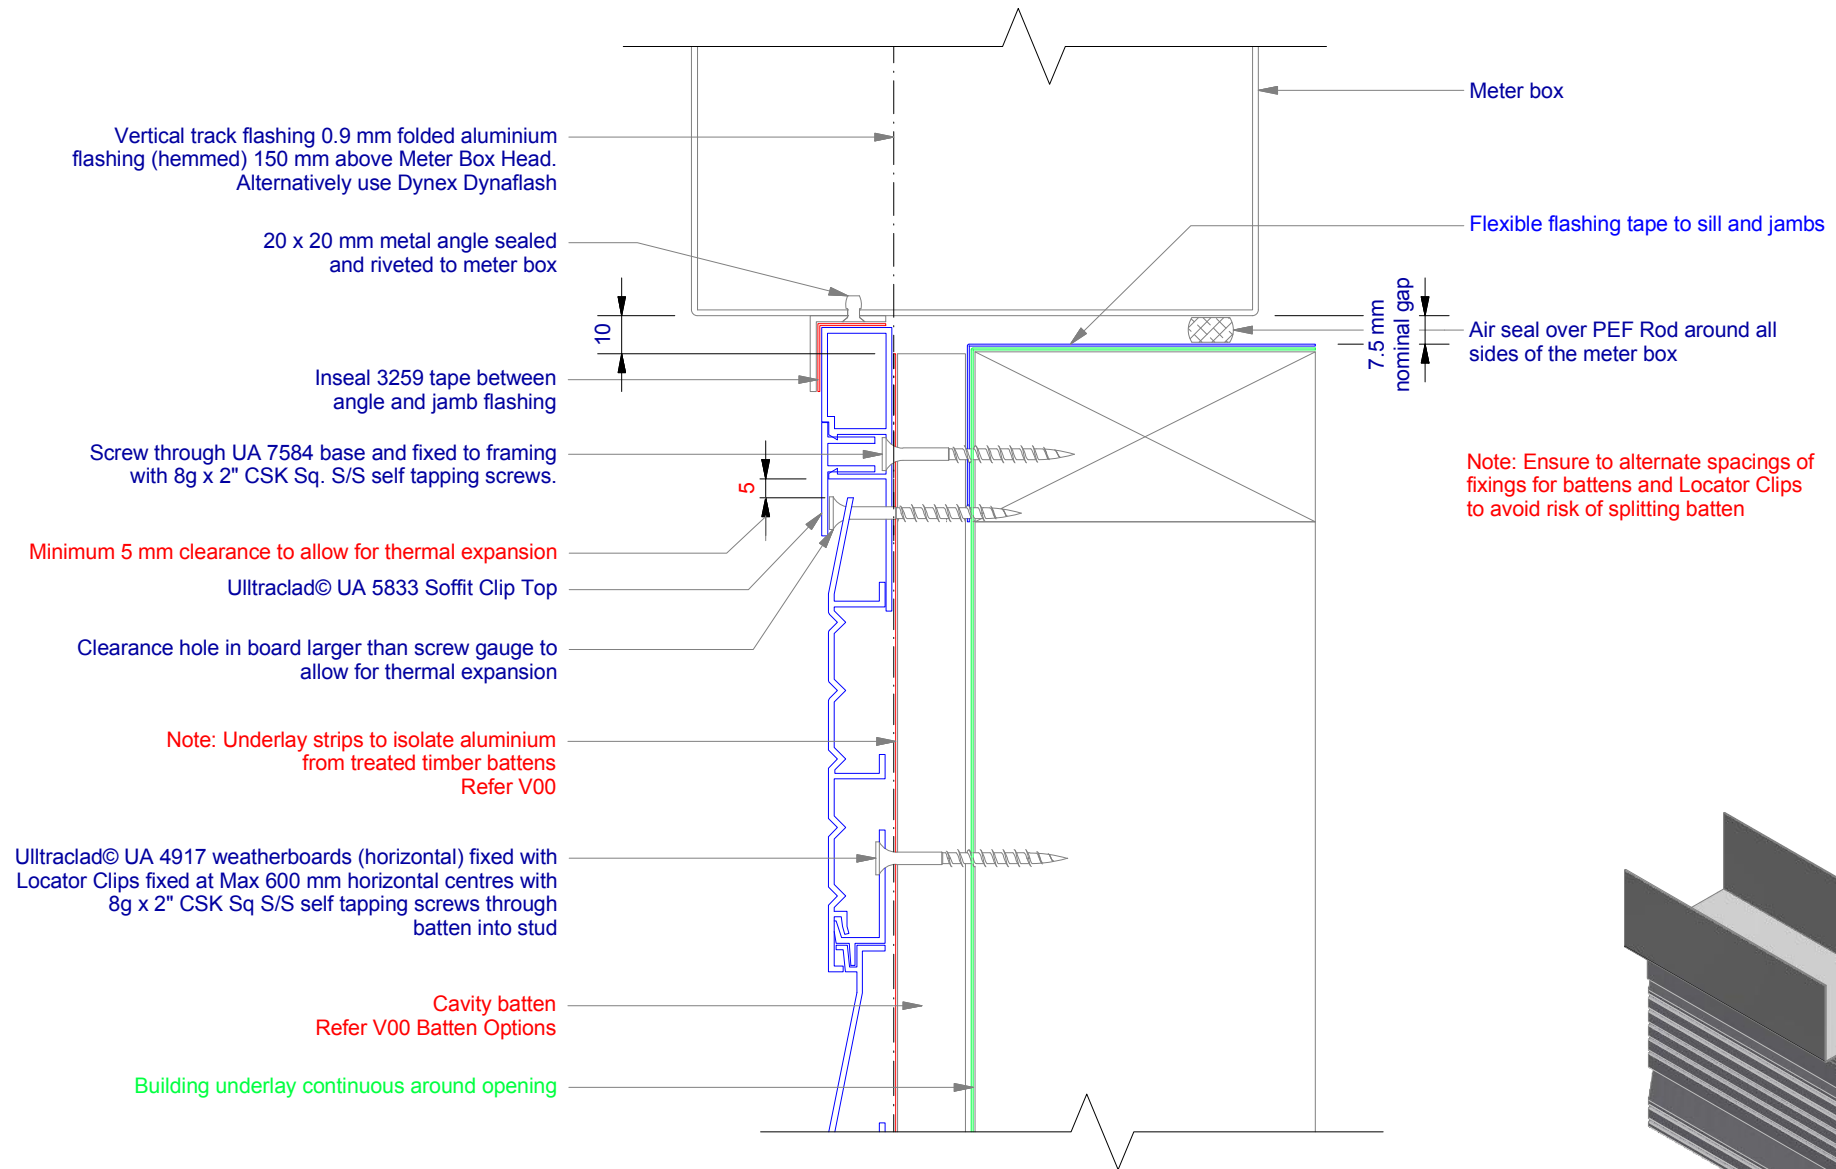 Meter box
Vertical track flashing 0.9 mm folded aluminium
flashing (hemmed) 150 mm above Meter Box Head.
Alternatively use Dynex Dynaflash
Flexible flashing tape to sill and jambs
20 x 20 mm metal angle sealed
and riveted to meter box
10
7.5 mm
nominal gap
Air seal over PEF Rod around all
sides of the meter box
Inseal 3259 tape between
angle and jamb flashing
Screw through UA 7584 base and fixed to framing
with 8g x 2" CSK Sq. S/S self tapping screws.
5
Note: Ensure to alternate spacings of
fixings for battens and Locator Clips
to avoid risk of splitting batten
Minimum 5 mm clearance to allow for thermal expansion
Ulltraclad© UA 5833 Soffit Clip Top
Clearance hole in board larger than screw gauge to
allow for thermal expansion
Note: Underlay strips to isolate aluminium
from treated timber battens
Refer V00
Ulltraclad© UA 4917 weatherboards (horizontal) fixed with
Locator Clips fixed at Max 600 mm horizontal centres with
8g x 2" CSK Sq S/S self tapping screws through
batten into stud
Cavity batten
Refer V00 Batten Options
Building underlay continuous around opening